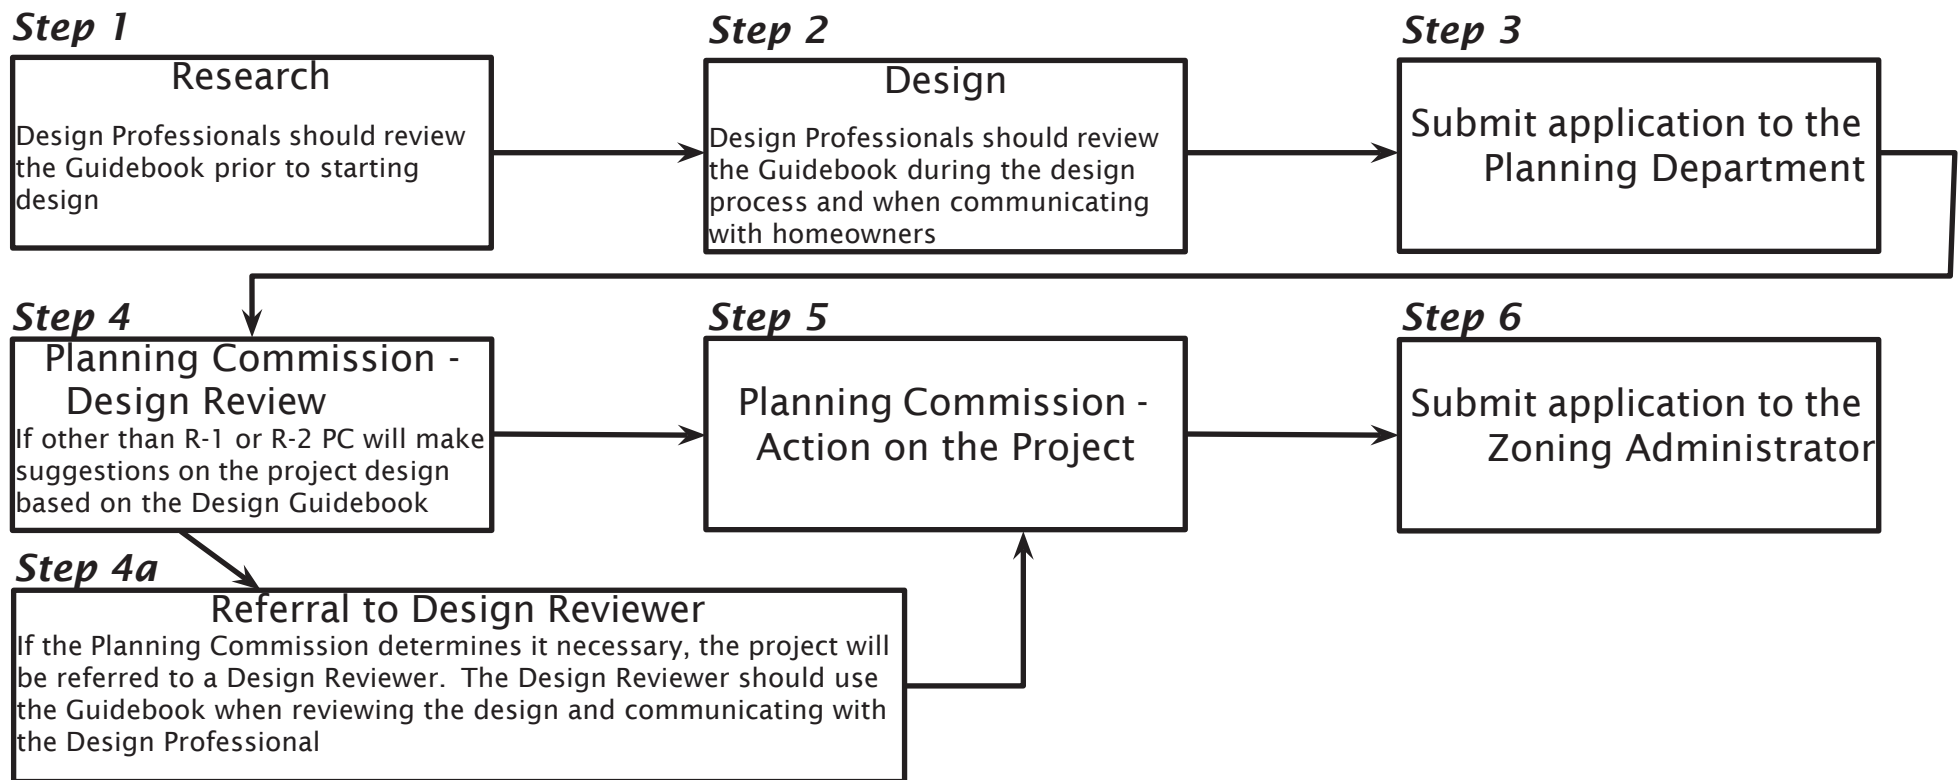 Step 1
Research
Design Professionals should review
the Guidebook prior to starting
design
Step 2
Design
Design Professionals should review
the Guidebook during the design
process and when communicating
with homeowners
Step 3
Submit application to the
Planning Department
Step 4
Planning Commission -
Design Review
If other than R-1 or R-2 PC will make
suggestions on the project design
based on the Design Guidebook
Step 5
Planning Commission -
Action on the Project
Step 6
Submit application to the
Zoning Administrator
Step 4a
Referral to Design Reviewer
If the Planning Commission determines it necessary, the project will
be referred to a Design Reviewer.  The Design Reviewer should use
the Guidebook when reviewing the design and communicating with
the Design Professional